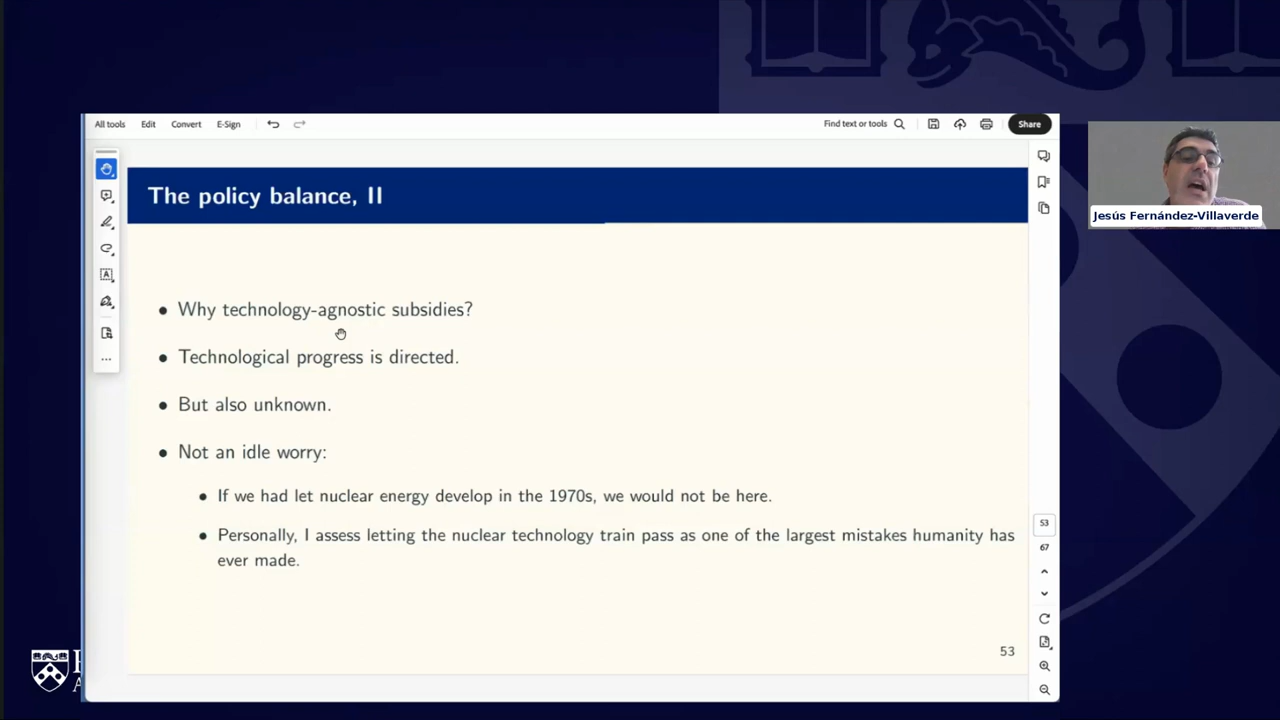 All tools Edit Convert E-Sign Find text or tools Share
The policy balance, II
Jesús Fernández-Villaverde
• Why technology-agnostic subsidies?
• Technological progress is directed.
• But also unknown.
• Not an idle worry:
• If we had let nuclear energy develop in the 1970s, we would not be here.
• Personally, I assess letting the nuclear technology train pass as one of the largest mistakes humanity has
ever made.
53
53
67